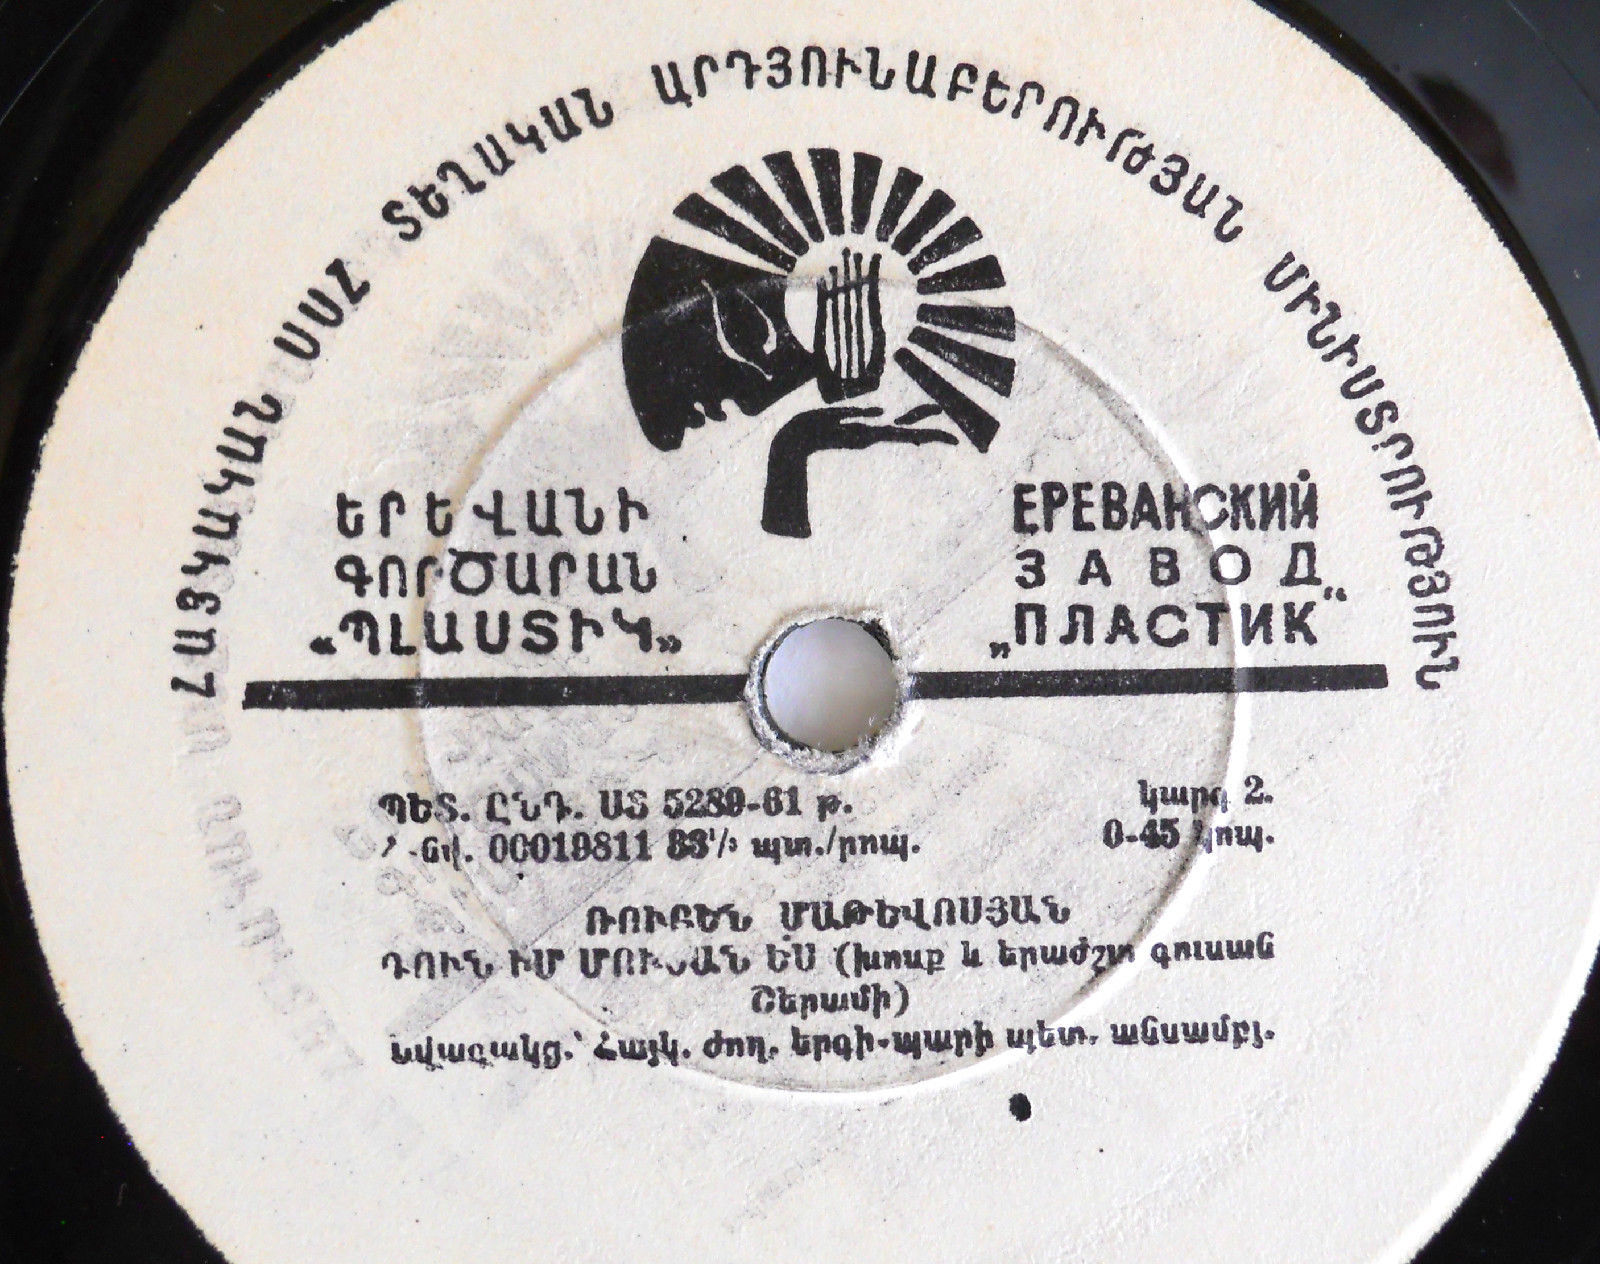 ՀԱՅԿԱԿԱՆ ՍՍՀ ՏԵՂԱԿԱՆ ԱՐԴՅՈՒՆԱԲԵՐՈՒԹՅԱՆ ՄԻՆԻՍՏՐՈՒԹՅՈՒՆ
ԵՐԵՎԱՆԻ
ԳՈՐԾԱՐԱՆ
«ՊԼԱՍՏԻԿ»
ЕРЕВАНСКИЙ
ЗАВОД
„ПЛАСТИК“
ՊԵՏ. ԸՆԴ. ՍՏ 5289-61 թ.
կարգ 2.
00019811 33⅓ պտ./րոպ.
0-45 կոպ.
ՌՈՒԲԵՆ ՄԱԹԵՎՈՍՅԱՆ
ԴՈՒՆ ԻՄ ՄՈՒՍԱՆ ԵՍ (խոսք և երաժշտ գուսան
Շերամի)
Նվագակց.՝ Հայկ. ժող. երգի-պարի պետ. անսամբլ.